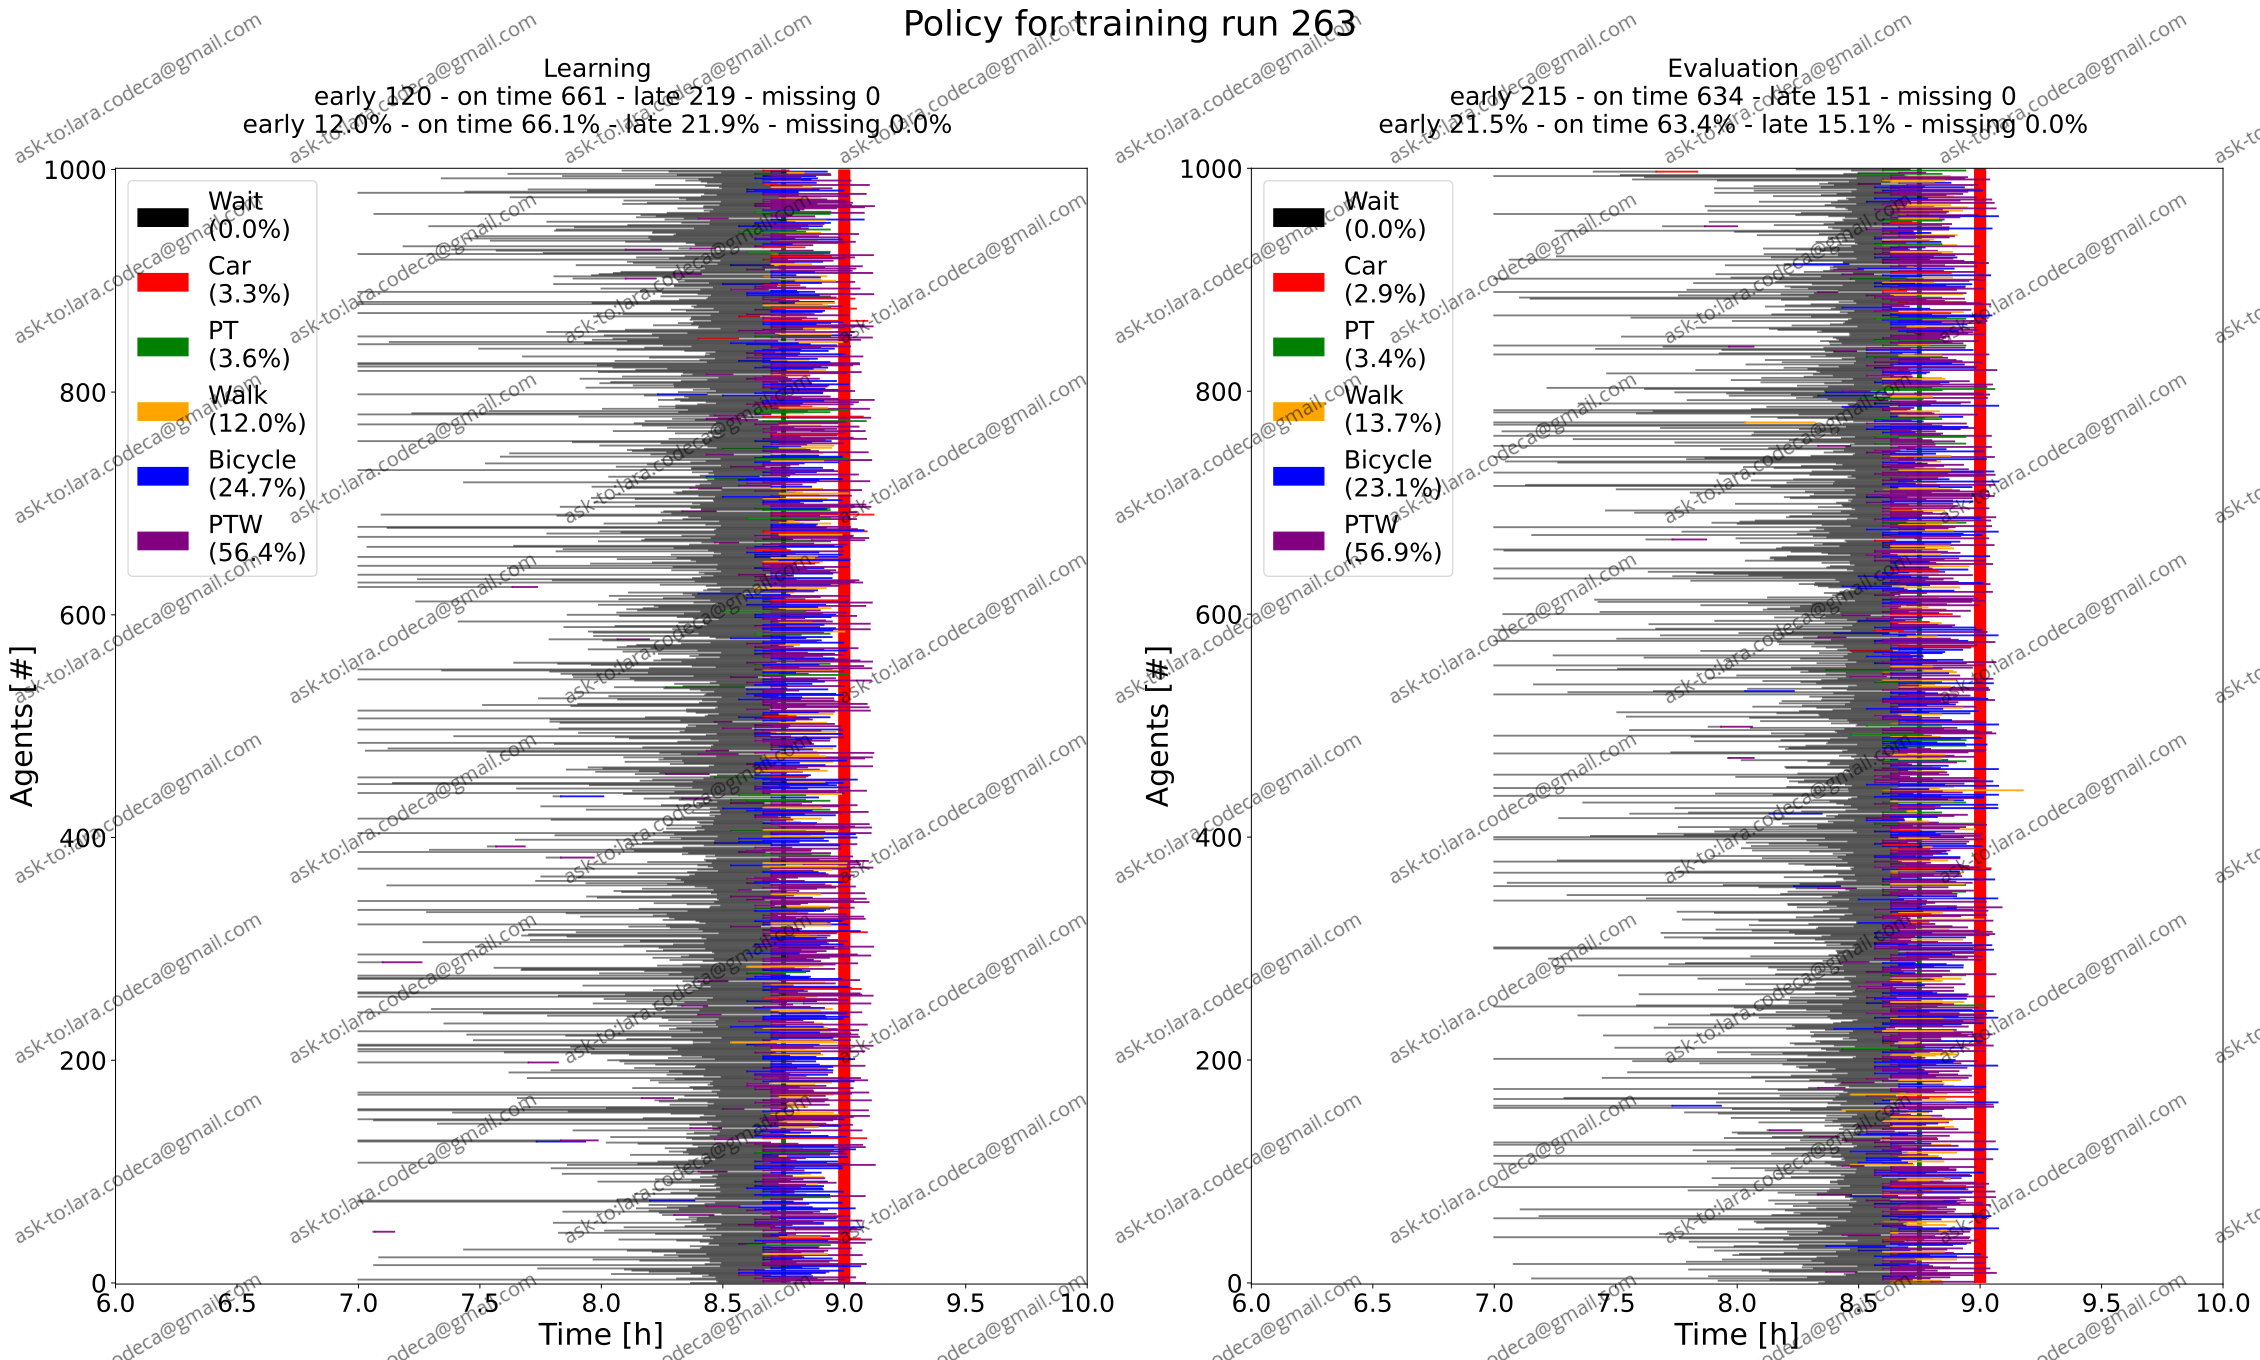 Policy for training run 263
Learning
early 120 - on time 661 - late 219 - missing 0
early 12.0% - on time 66.1% - late 21.9% - missing 0.0%
1000
800
600
400
200
0
Agents [#]
Wait
(0.0%)
Car
(3.3%)
PT
(3.6%)
Walk
(12.0%)
Bicycle
(24.7%)
PTW
(56.4%)
6.0 6.5 7.0 7.5 8.0 8.5 9.0 9.5 10.0
Time [h]
Evaluation
early 215 - on time 634 - late 151 - missing 0
early 21.5% - on time 63.4% - late 15.1% - missing 0.0%
1000
800
600
400
200
0
Agents [#]
Wait
(0.0%)
Car
(2.9%)
PT
(3.4%)
Walk
(13.7%)
Bicycle
(23.1%)
PTW
(56.9%)
6.0 6.5 7.0 7.5 8.0 8.5 9.0 9.5 10.0
Time [h]
ask-to:lara.codeca@gmail.com